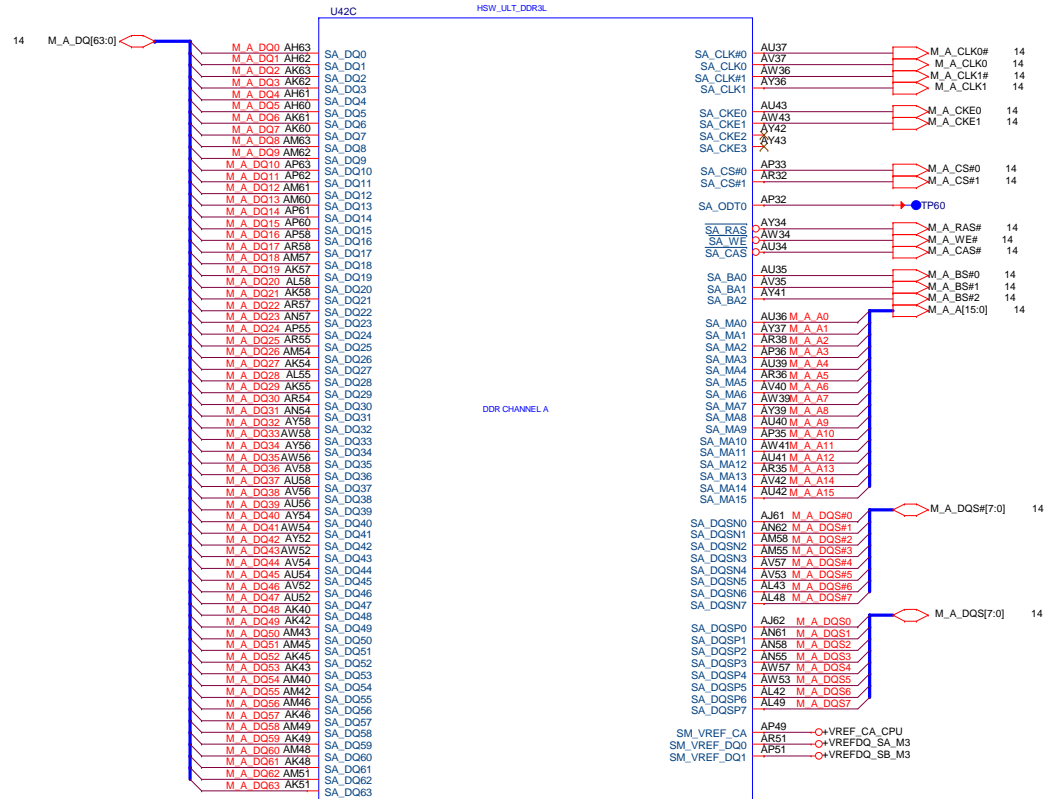 U42C
HSW_ULT_DDR3L
14 M_A_DQ[63:0]
M_A_DQ0 AH63 SA_DQ0
M_A_DQ1 AH62 SA_DQ1
M_A_DQ2 AK63 SA_DQ2
M_A_DQ3 AK62 SA_DQ3
M_A_DQ4 AH61 SA_DQ4
M_A_DQ5 AH60 SA_DQ5
M_A_DQ6 AK61 SA_DQ6
M_A_DQ7 AK60 SA_DQ7
M_A_DQ8 AM63 SA_DQ8
M_A_DQ9 AM62 SA_DQ9
M_A_DQ10 AP63 SA_DQ10
M_A_DQ11 AP62 SA_DQ11
M_A_DQ12 AM61 SA_DQ12
M_A_DQ13 AM60 SA_DQ13
M_A_DQ14 AP61 SA_DQ14
M_A_DQ15 AP60 SA_DQ15
M_A_DQ16 AP58 SA_DQ16
M_A_DQ17 AR58 SA_DQ17
M_A_DQ18 AM57 SA_DQ18
M_A_DQ19 AK57 SA_DQ19
M_A_DQ20 AL58 SA_DQ20
M_A_DQ21 AK58 SA_DQ21
M_A_DQ22 AR57 SA_DQ22
M_A_DQ23 AN57 SA_DQ23
M_A_DQ24 AP55 SA_DQ24
M_A_DQ25 AR55 SA_DQ25
M_A_DQ26 AM54 SA_DQ26
M_A_DQ27 AK54 SA_DQ27
M_A_DQ28 AL55 SA_DQ28
M_A_DQ29 AK55 SA_DQ29
M_A_DQ30 AR54 SA_DQ30
M_A_DQ31 AN54 SA_DQ31
M_A_DQ32 AY58 SA_DQ32
M_A_DQ33 AW58 SA_DQ33
M_A_DQ34 AY56 SA_DQ34
M_A_DQ35 AW56 SA_DQ35
M_A_DQ36 AV58 SA_DQ36
M_A_DQ37 AU58 SA_DQ37
M_A_DQ38 AV56 SA_DQ38
M_A_DQ39 AU56 SA_DQ39
M_A_DQ40 AY54 SA_DQ40
M_A_DQ41 AW54 SA_DQ41
M_A_DQ42 AY52 SA_DQ42
M_A_DQ43 AW52 SA_DQ43
M_A_DQ44 AV54 SA_DQ44
M_A_DQ45 AU54 SA_DQ45
M_A_DQ46 AV52 SA_DQ46
M_A_DQ47 AU52 SA_DQ47
M_A_DQ48 AK40 SA_DQ48
M_A_DQ49 AK42 SA_DQ49
M_A_DQ50 AM43 SA_DQ50
M_A_DQ51 AM45 SA_DQ51
M_A_DQ52 AK45 SA_DQ52
M_A_DQ53 AK43 SA_DQ53
M_A_DQ54 AM40 SA_DQ54
M_A_DQ55 AM42 SA_DQ55
M_A_DQ56 AM46 SA_DQ56
M_A_DQ57 AK46 SA_DQ57
M_A_DQ58 AM49 SA_DQ58
M_A_DQ59 AK49 SA_DQ59
M_A_DQ60 AM48 SA_DQ60
M_A_DQ61 AK48 SA_DQ61
M_A_DQ62 AM51 SA_DQ62
M_A_DQ63 AK51 SA_DQ63
DDR CHANNEL A
SA_CLK#0 AU37 M_A_CLK0# 14
SA_CLK0 AV37 M_A_CLK0 14
SA_CLK#1 AW36 M_A_CLK1# 14
SA_CLK1 AY36 M_A_CLK1 14
SA_CKE0 AU43 M_A_CKE0 14
SA_CKE1 AW43 M_A_CKE1 14
SA_CKE2 AY42
SA_CKE3 AY43
SA_CS#0 AP33 M_A_CS#0 14
SA_CS#1 AR32 M_A_CS#1 14
SA_ODT0 AP32 TP60
SA_RAS AY34 M_A_RAS# 14
SA_WE AW34 M_A_WE# 14
SA_CAS AU34 M_A_CAS# 14
SA_BA0 AU35 M_A_BS#0 14
SA_BA1 AV35 M_A_BS#1 14
SA_BA2 AY41 M_A_BS#2 14
M_A_A[15:0] 14
SA_MA0 AU36 M_A_A0
SA_MA1 AY37 M_A_A1
SA_MA2 AR38 M_A_A2
SA_MA3 AP36 M_A_A3
SA_MA4 AU39 M_A_A4
SA_MA5 AR36 M_A_A5
SA_MA6 AV40 M_A_A6
SA_MA7 AW39 M_A_A7
SA_MA8 AY39 M_A_A8
SA_MA9 AU40 M_A_A9
SA_MA10 AP35 M_A_A10
SA_MA11 AW41 M_A_A11
SA_MA12 AU41 M_A_A12
SA_MA13 AR35 M_A_A13
SA_MA14 AV42 M_A_A14
SA_MA15 AU42 M_A_A15
M_A_DQS#[7:0] 14
SA_DQSN0 AJ61 M_A_DQS#0
SA_DQSN1 AN62 M_A_DQS#1
SA_DQSN2 AM58 M_A_DQS#2
SA_DQSN3 AM55 M_A_DQS#3
SA_DQSN4 AV57 M_A_DQS#4
SA_DQSN5 AV53 M_A_DQS#5
SA_DQSN6 AL43 M_A_DQS#6
SA_DQSN7 AL48 M_A_DQS#7
M_A_DQS[7:0] 14
SA_DQSP0 AJ62 M_A_DQS0
SA_DQSP1 AN61 M_A_DQS1
SA_DQSP2 AN58 M_A_DQS2
SA_DQSP3 AN55 M_A_DQS3
SA_DQSP4 AW57 M_A_DQS4
SA_DQSP5 AW53 M_A_DQS5
SA_DQSP6 AL42 M_A_DQS6
SA_DQSP7 AL49 M_A_DQS7
SM_VREF_CA AP49 +VREF_CA_CPU
SM_VREF_DQ0 AR51 +VREFDQ_SA_M3
SM_VREF_DQ1 AP51 +VREFDQ_SB_M3